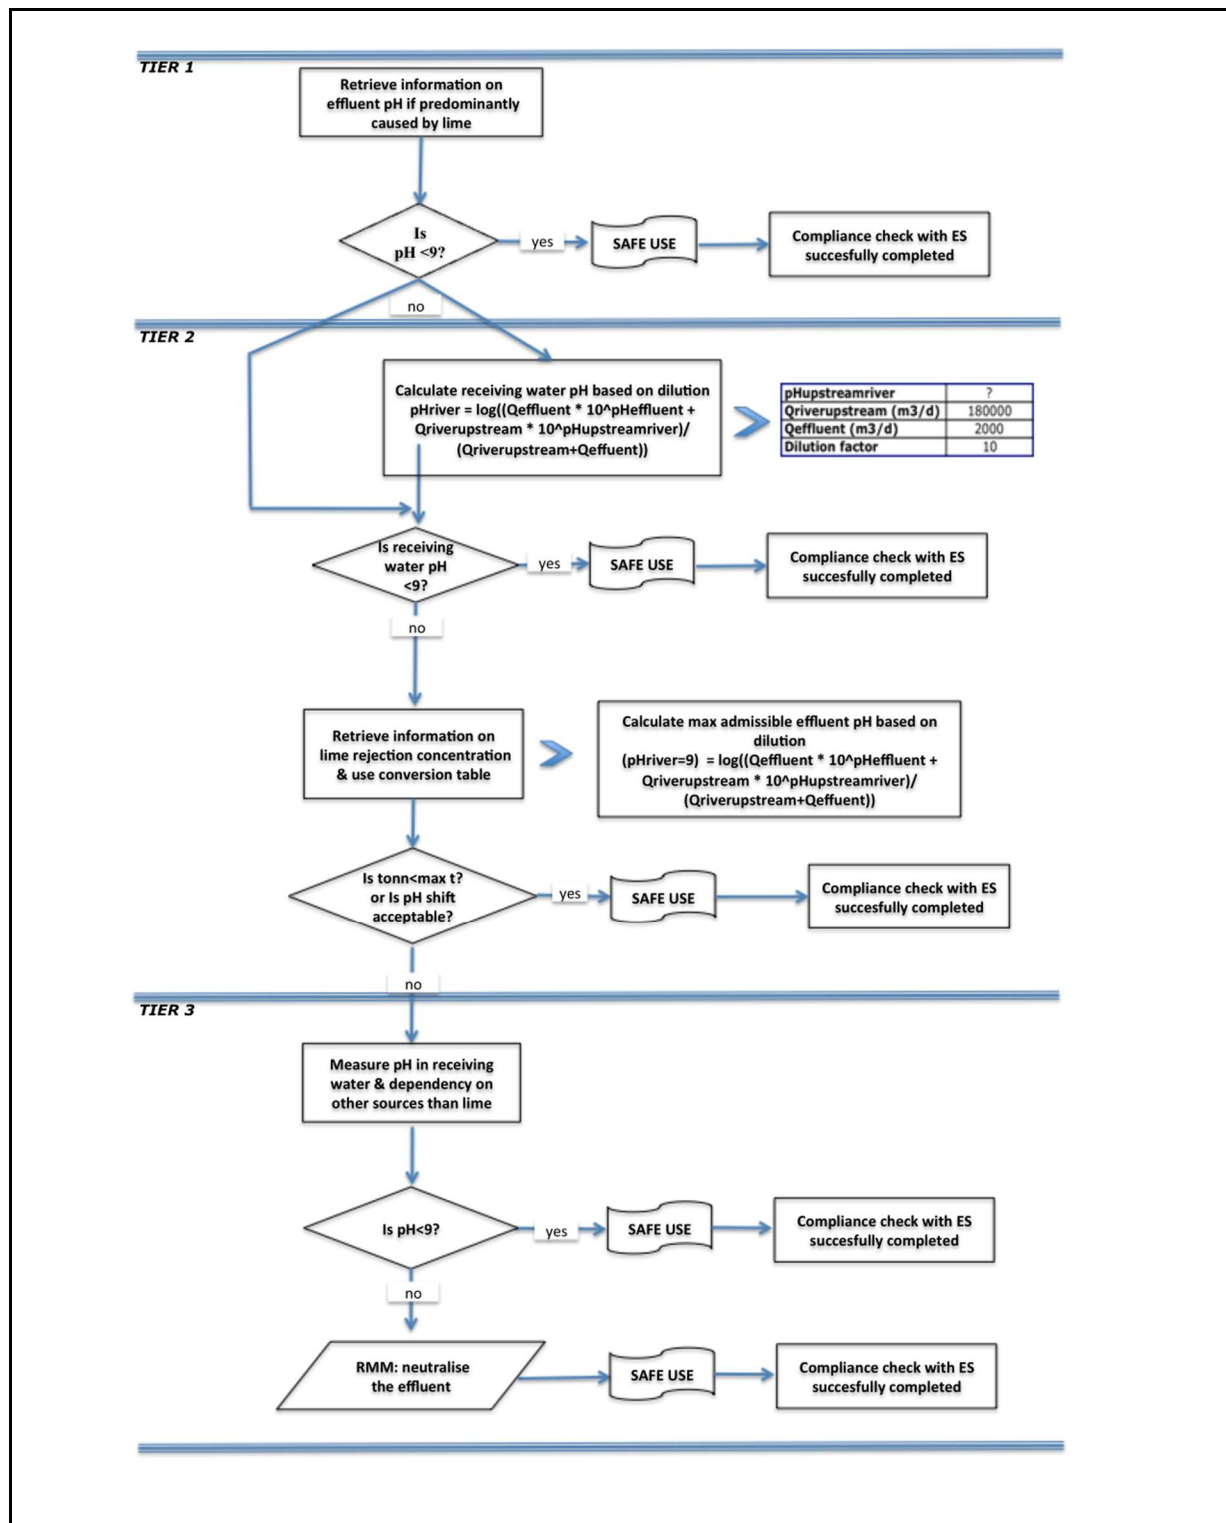 TIER 1
Retrieve information on
effluent pH if predominantly
caused by lime
Is
pH <9?
yes
SAFE USE
Compliance check with ES
succesfully completed
no
TIER 2
Calculate receiving water pH based on dilution
pHriver = log((Qeffluent * 10^pHeffluent +
Qriverupstream * 10^pHupstreamriver)/
(Qriverupstream+Qeffuent))
pHupstreamriver ?
Qriverupstream (m3/d) 180000
Qeffluent (m3/d) 2000
Dilution factor 10
Is receiving
water pH
<9?
yes
SAFE USE
Compliance check with ES
succesfully completed
no
Retrieve information on
lime rejection concentration
& use conversion table
Calculate max admissible effluent pH based on
dilution
(pHriver=9) = log((Qeffluent * 10^pHeffluent +
Qriverupstream * 10^pHupstreamriver)/
(Qriverupstream+Qeffuent))
Is tonn<max t?
or Is pH shift
acceptable?
yes
SAFE USE
Compliance check with ES
succesfully completed
no
TIER 3
Measure pH in receiving
water & dependency on
other sources than lime
Is pH<9?
yes
SAFE USE
Compliance check with ES
succesfully completed
no
RMM: neutralise
the effluent
SAFE USE
Compliance check with ES
succesfully completed